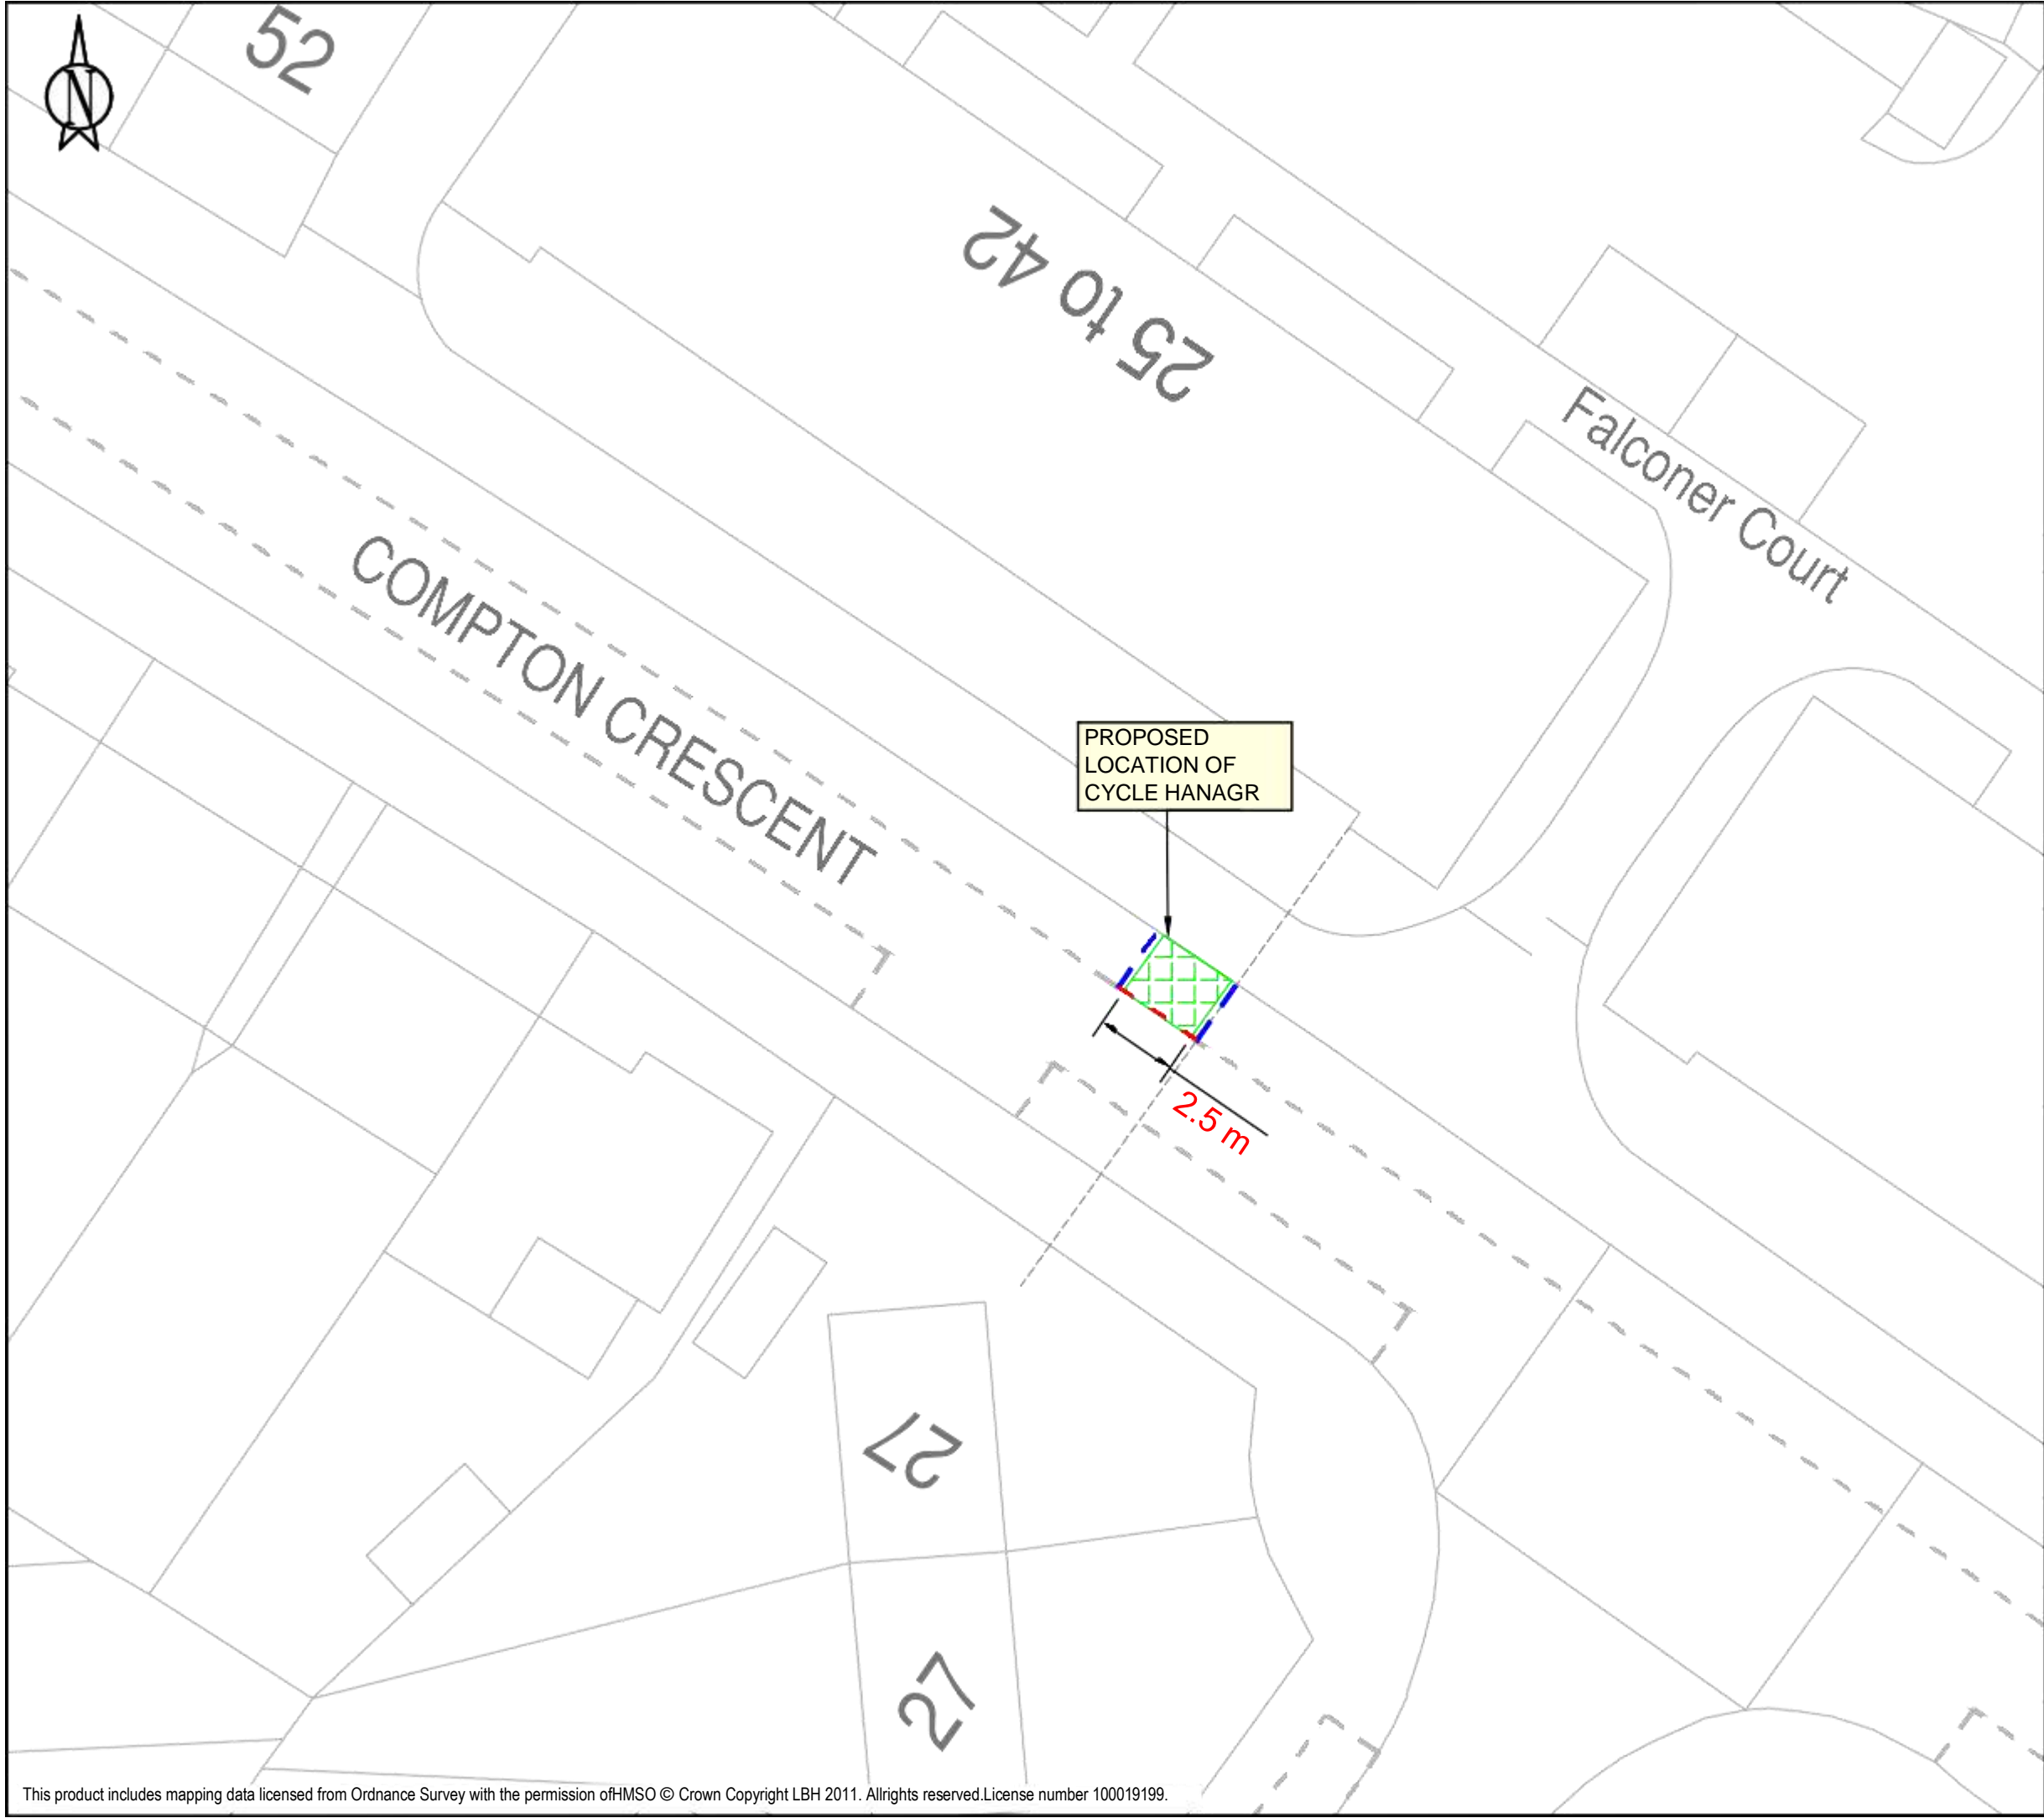 N
52
25 to 42
Falconer Court
COMPTON CRESCENT
PROPOSED
LOCATION OF
CYCLE HANAGR
2.5 m
27
27
This product includes mapping data licensed from Ordnance Survey with the permission ofHMSO © Crown Copyright LBH 2011. Allrights reserved.License number 100019199.